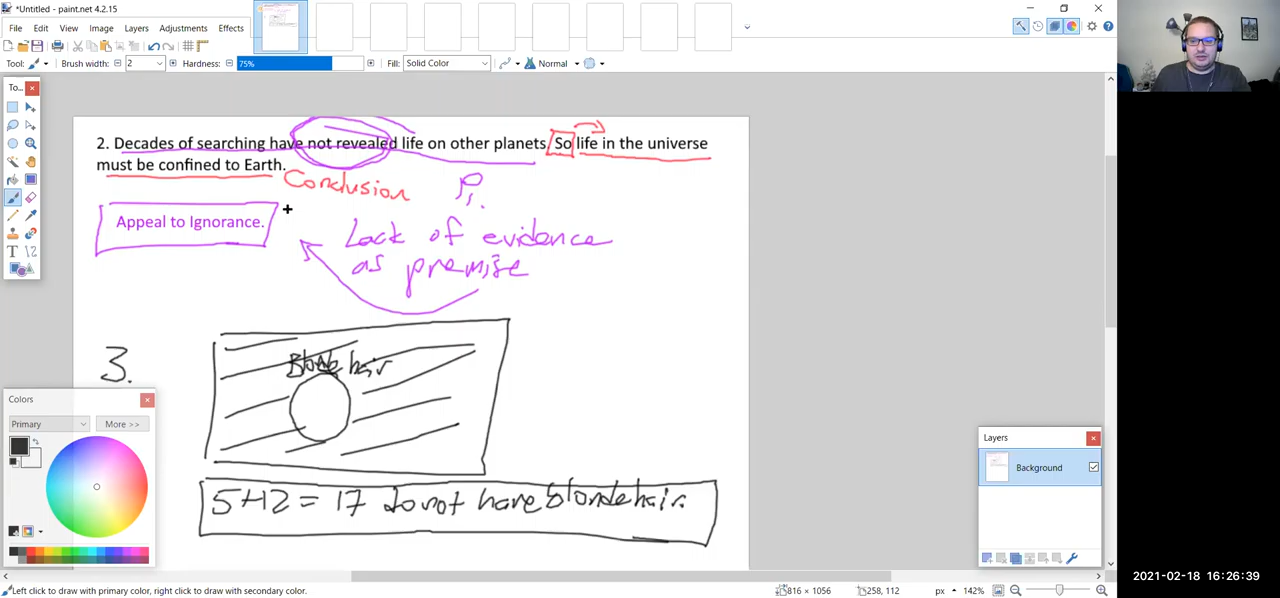 *Untitled - paint.net 4.2.15
File Edit View Image Layers Adjustments Effects
Tool: Brush width: 2 Hardness: 75% Fill: Solid Color Normal
To...
2. Decades of searching have not revealed life on other planets. So life in the universe
must be confined to Earth.
Conclusion P1.
Appeal to Ignorance.
Lack of evidence
as premise
3.
Blonde hair
5+12 = 17 do not have blonde hair.
Colors
Primary More >>
Layers
Background
2021-02-18 16:26:39
Left click to draw with primary color, right click to draw with secondary color. 816 x 1056 258, 112 px 142%